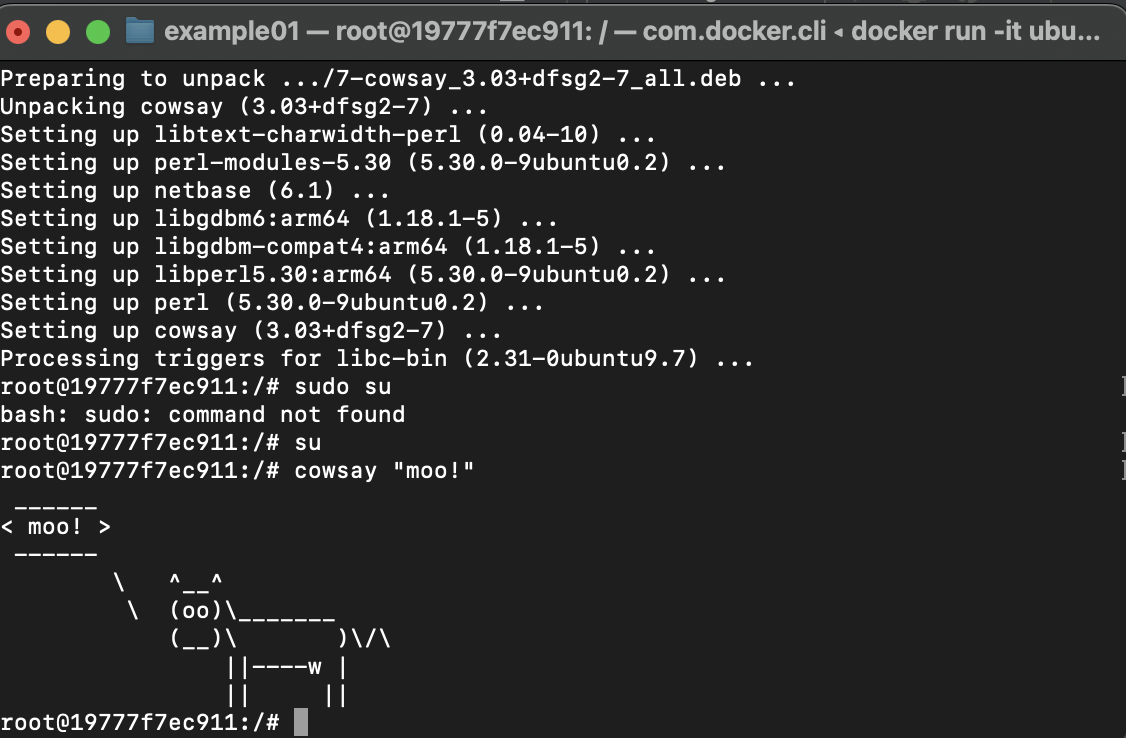 example01 — root@19777f7ec911: / — com.docker.cli ◂ docker run -it ubu...
Preparing to unpack .../7-cowsay_3.03+dfsg2-7_all.deb ...
Unpacking cowsay (3.03+dfsg2-7) ...
Setting up libtext-charwidth-perl (0.04-10) ...
Setting up perl-modules-5.30 (5.30.0-9ubuntu0.2) ...
Setting up netbase (6.1) ...
Setting up libgdbm6:arm64 (1.18.1-5) ...
Setting up libgdbm-compat4:arm64 (1.18.1-5) ...
Setting up libperl5.30:arm64 (5.30.0-9ubuntu0.2) ...
Setting up perl (5.30.0-9ubuntu0.2) ...
Setting up cowsay (3.03+dfsg2-7) ...
Processing triggers for libc-bin (2.31-0ubuntu9.7) ...
root@19777f7ec911:/# sudo su
bash: sudo: command not found
root@19777f7ec911:/# su
root@19777f7ec911:/# cowsay "moo!"
 ______
< moo! >
 ------
        \   ^__^
         \  (oo)\_______
            (__)\       )\/\
                ||----w |
                ||     ||
root@19777f7ec911:/#